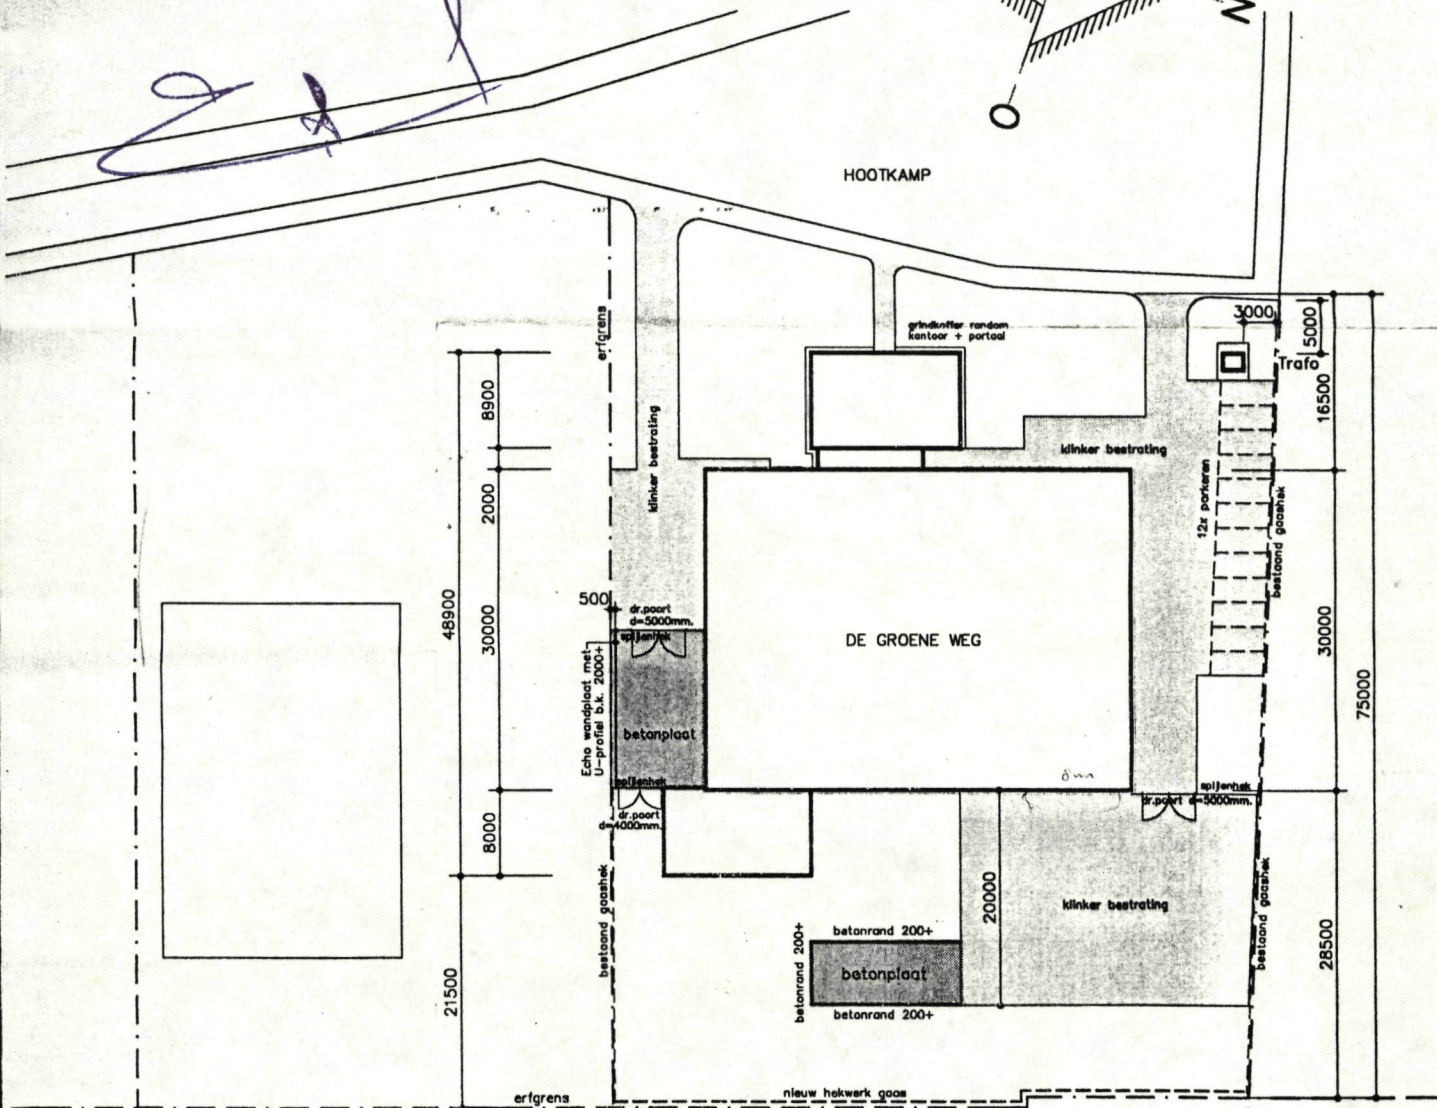 N
O
HOOTKAMP
3000
5000
Trafo
16500
grindkoffer rondom
kantoor + portaal
erfgrens
8900
klinker bestrating
klinker bestrating
12x parkeren
bestaand gaashek
2000
48900
30000
500
dr.poort
d=5000mm.
spijlenhek
Echo wandplaat met
U-profiel b.k. 2000+
betonplaat
DE GROENE WEG
30000
75000
spijlenhek
dr.poort
d=4000mm.
8000
spijlenhek
dr.poort d=5000mm.
bestaand gaashek
20000
klinker bestrating
bestaand gaashek
28500
betonrand 200+
betonrand 200+
betonplaat
betonrand 200+
21500
erfgrens
nieuw hekwerk gaas